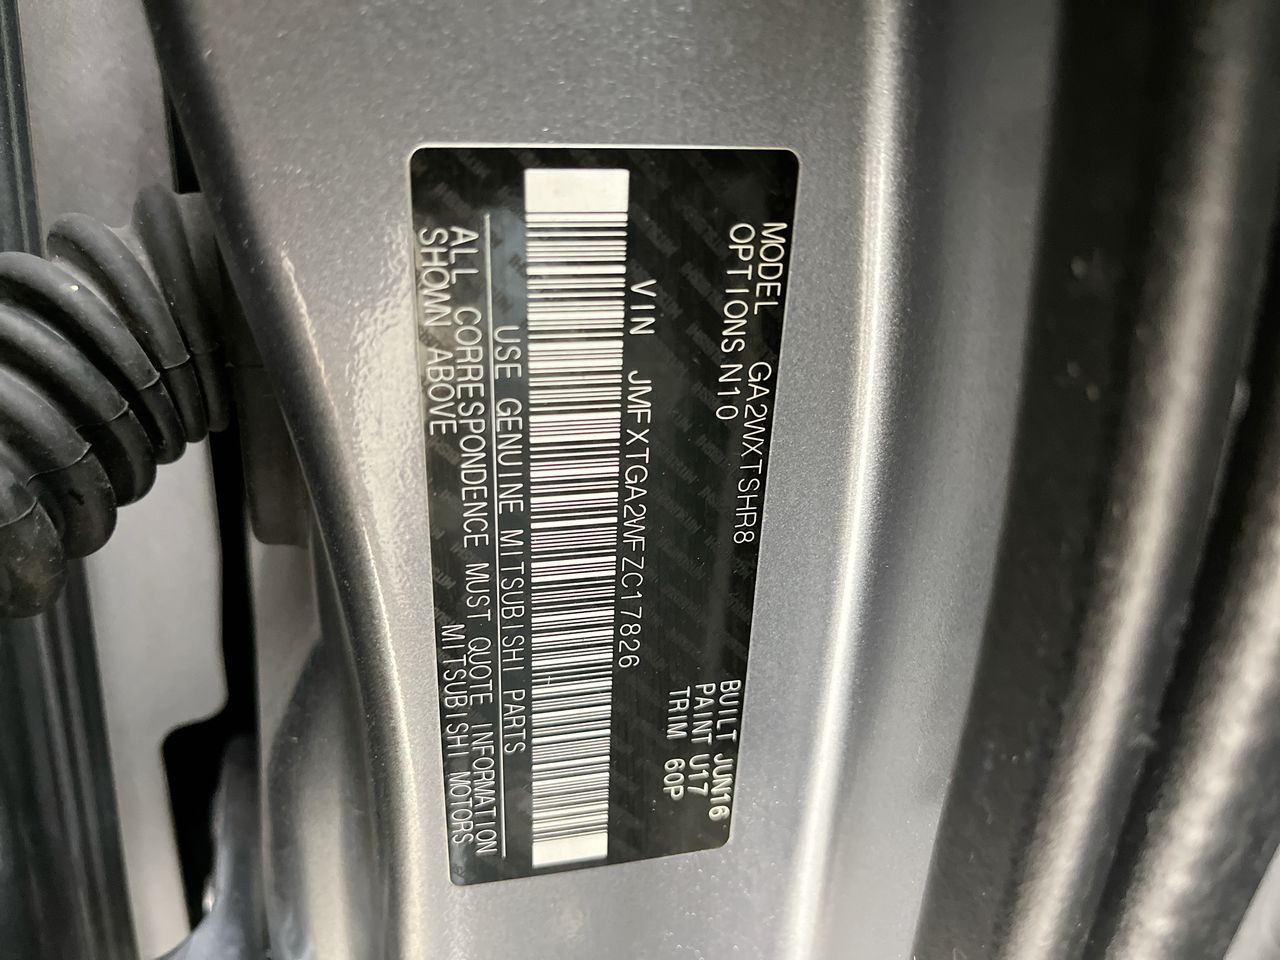 MODEL GA2WXTSHR8
OPTIONS N10
BUILT JUN16
PAINT U17
TRIM 60P
VIN JMFXTGA2WFZC17826
USE GENUINE MITSUBISHI PARTS
ALL CORRESPONDENCE MUST QUOTE INFORMATION
SHOWN ABOVE
MITSUBISHI MOTORS